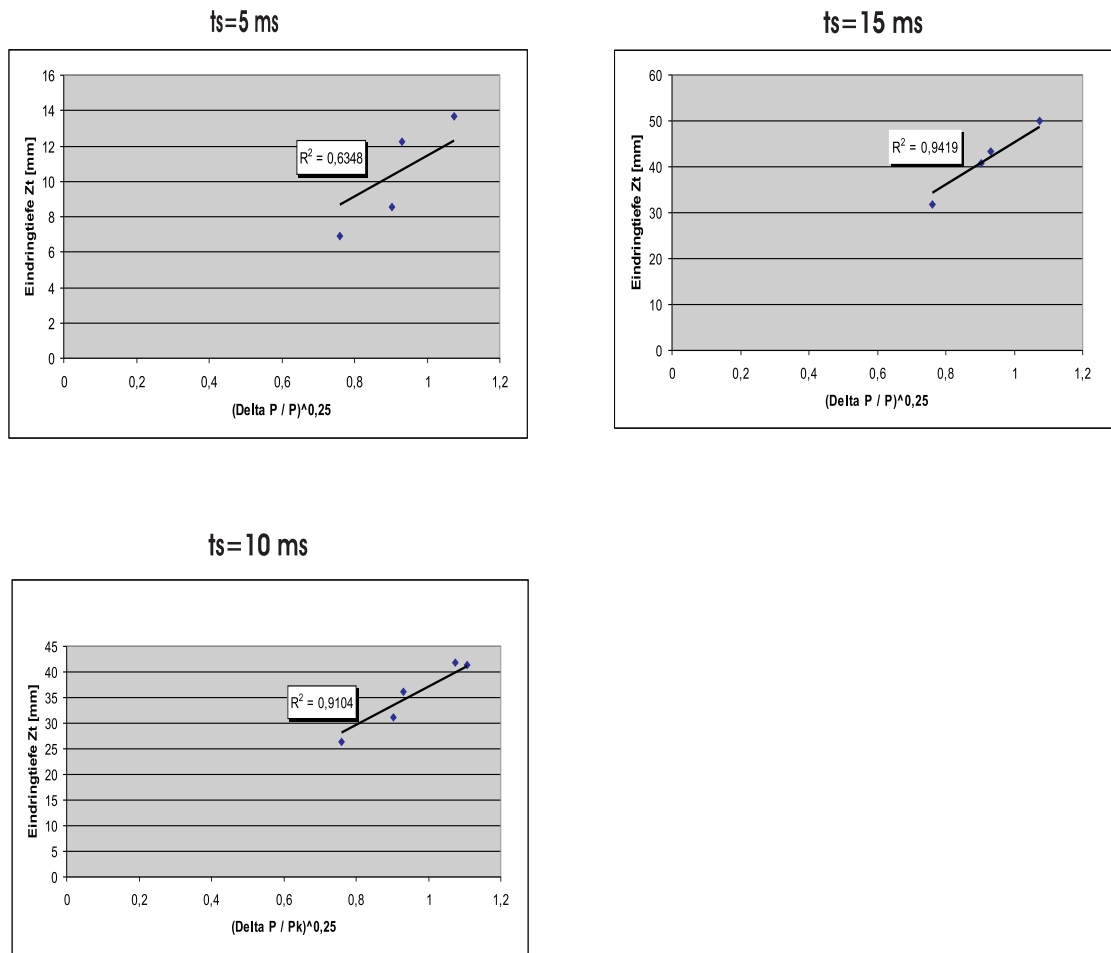 ts=5 ms
16
14
12
10
8
6
4
2
0
R² = 0,6348
0 0,2 0,4 0,6 0,8 1 1,2
Eindringtiefe Zt [mm]
(Delta P / P)^0,25
ts=15 ms
60
50
40
30
20
10
0
R² = 0,9419
0 0,2 0,4 0,6 0,8 1 1,2
Eindringtiefe Zt [mm]
(Delta P / P)^0,25
ts=10 ms
45
40
35
30
25
20
15
10
5
0
R² = 0,9104
0 0,2 0,4 0,6 0,8 1 1,2
Eindringtiefe Zt [mm]
(Delta P / Pk)^0,25